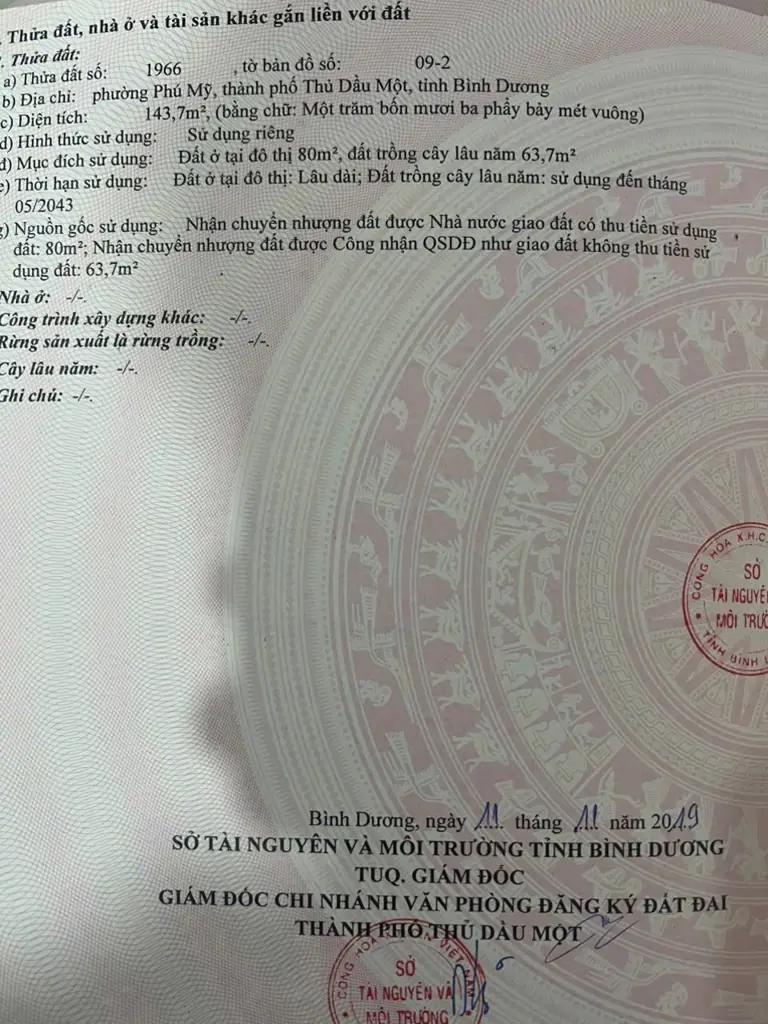 . Thửa đất, nhà ở và tài sản khác gắn liền với đất
. Thửa đất:
a) Thửa đất số: 1966 , tờ bản đồ số: 09-2
b) Địa chỉ: phường Phú Mỹ, thành phố Thủ Dầu Một, tỉnh Bình Dương
c) Diện tích: 143,7m², (bằng chữ: Một trăm bốn mươi ba phẩy bảy mét vuông)
d) Hình thức sử dụng: Sử dụng riêng
đ) Mục đích sử dụng: Đất ở tại đô thị 80m², đất trồng cây lâu năm 63,7m²
e) Thời hạn sử dụng: Đất ở tại đô thị: Lâu dài; Đất trồng cây lâu năm: sử dụng đến tháng
05/2043
g) Nguồn gốc sử dụng: Nhận chuyển nhượng đất được Nhà nước giao đất có thu tiền sử dụng
đất: 80m²; Nhận chuyển nhượng đất được Công nhận QSDĐ như giao đất không thu tiền sử
dụng đất: 63,7m²
Nhà ở: -/-.
Công trình xây dựng khác: -/-.
Rừng sản xuất là rừng trồng: -/-.
Cây lâu năm: -/-.
Ghi chú: -/-.
CỘNG HÒA X.H.C
SỞ
TÀI NGUYÊ
MÔI TRƯỜ
TỈNH BÌNH
Bình Dương, ngày 11 tháng 11 năm 2019
SỞ TÀI NGUYÊN VÀ MÔI TRƯỜNG TỈNH BÌNH DƯƠNG
TUQ. GIÁM ĐỐC
GIÁM ĐỐC CHI NHÁNH VĂN PHÒNG ĐĂNG KÝ ĐẤT ĐAI
THÀNH PHỐ THỦ DẦU MỘT
CỘNG HÒA VIỆT NAM
SỞ
TÀI NGUYÊN VÀ
MÔI TRƯỜNG